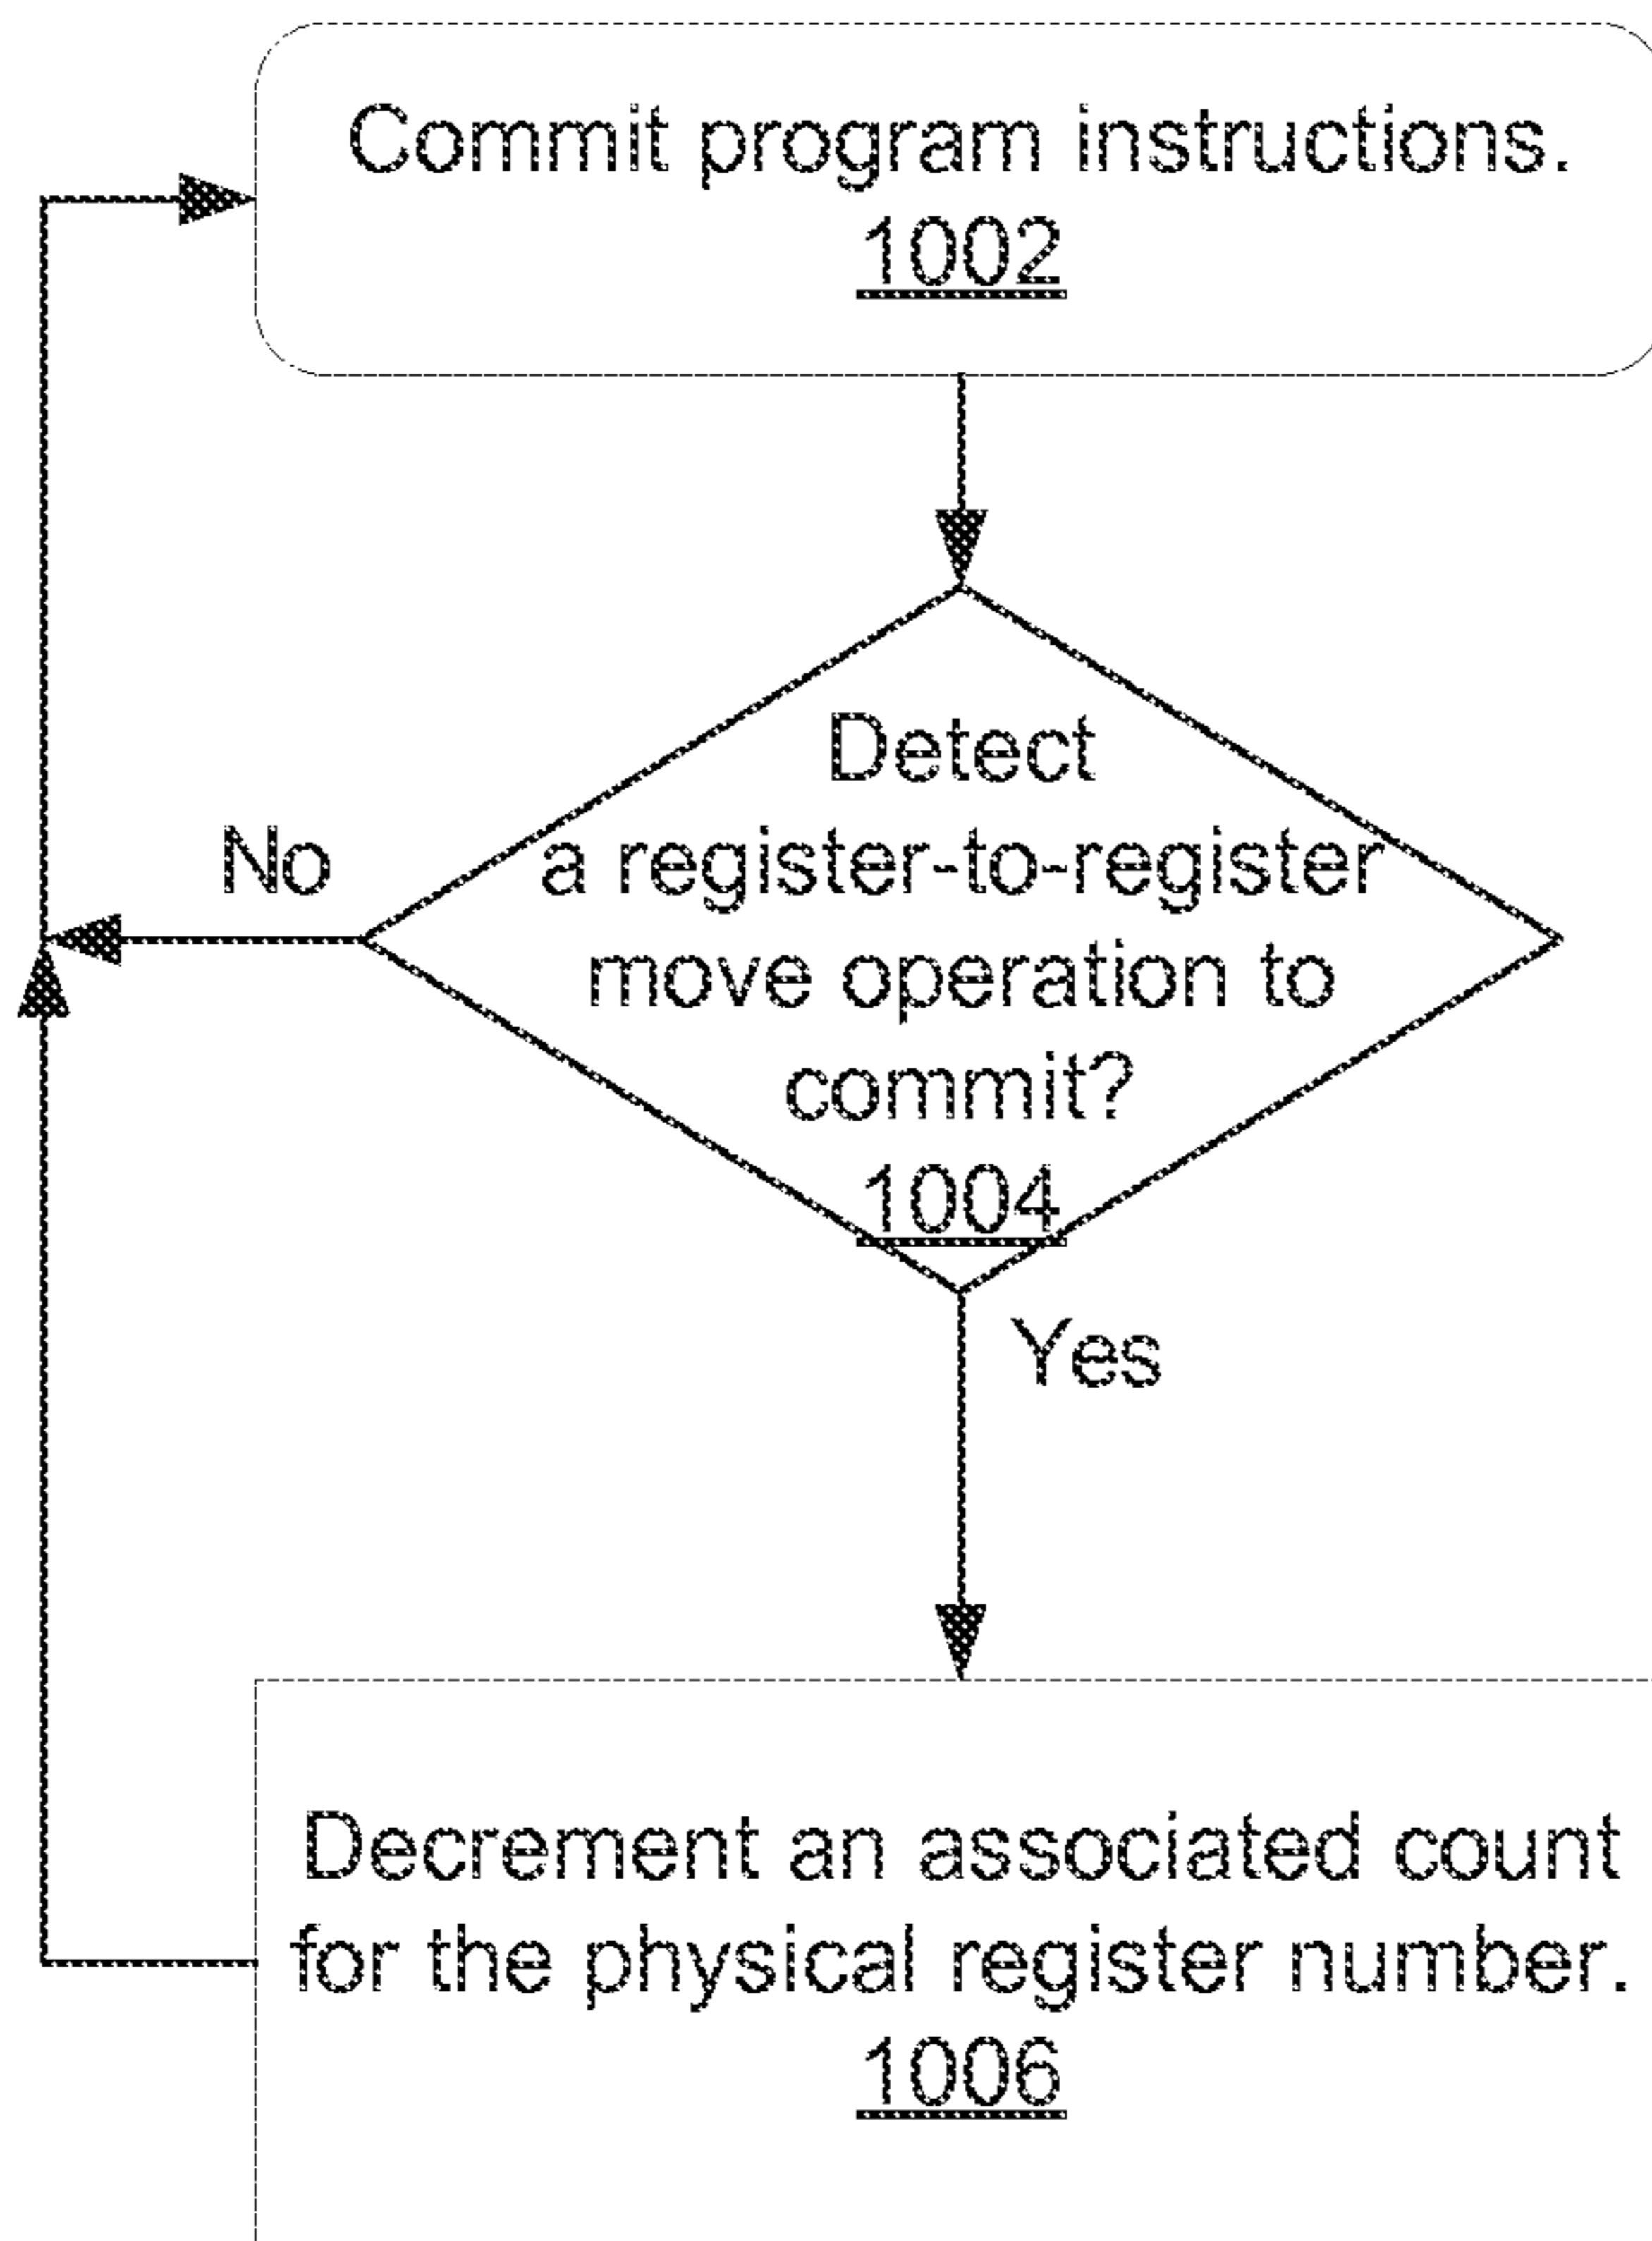 Commit program instructions.
1002
Detect
a register-to-register
move operation to
commit?
1004
No
Yes
Decrement an associated count
for the physical register number.
1006